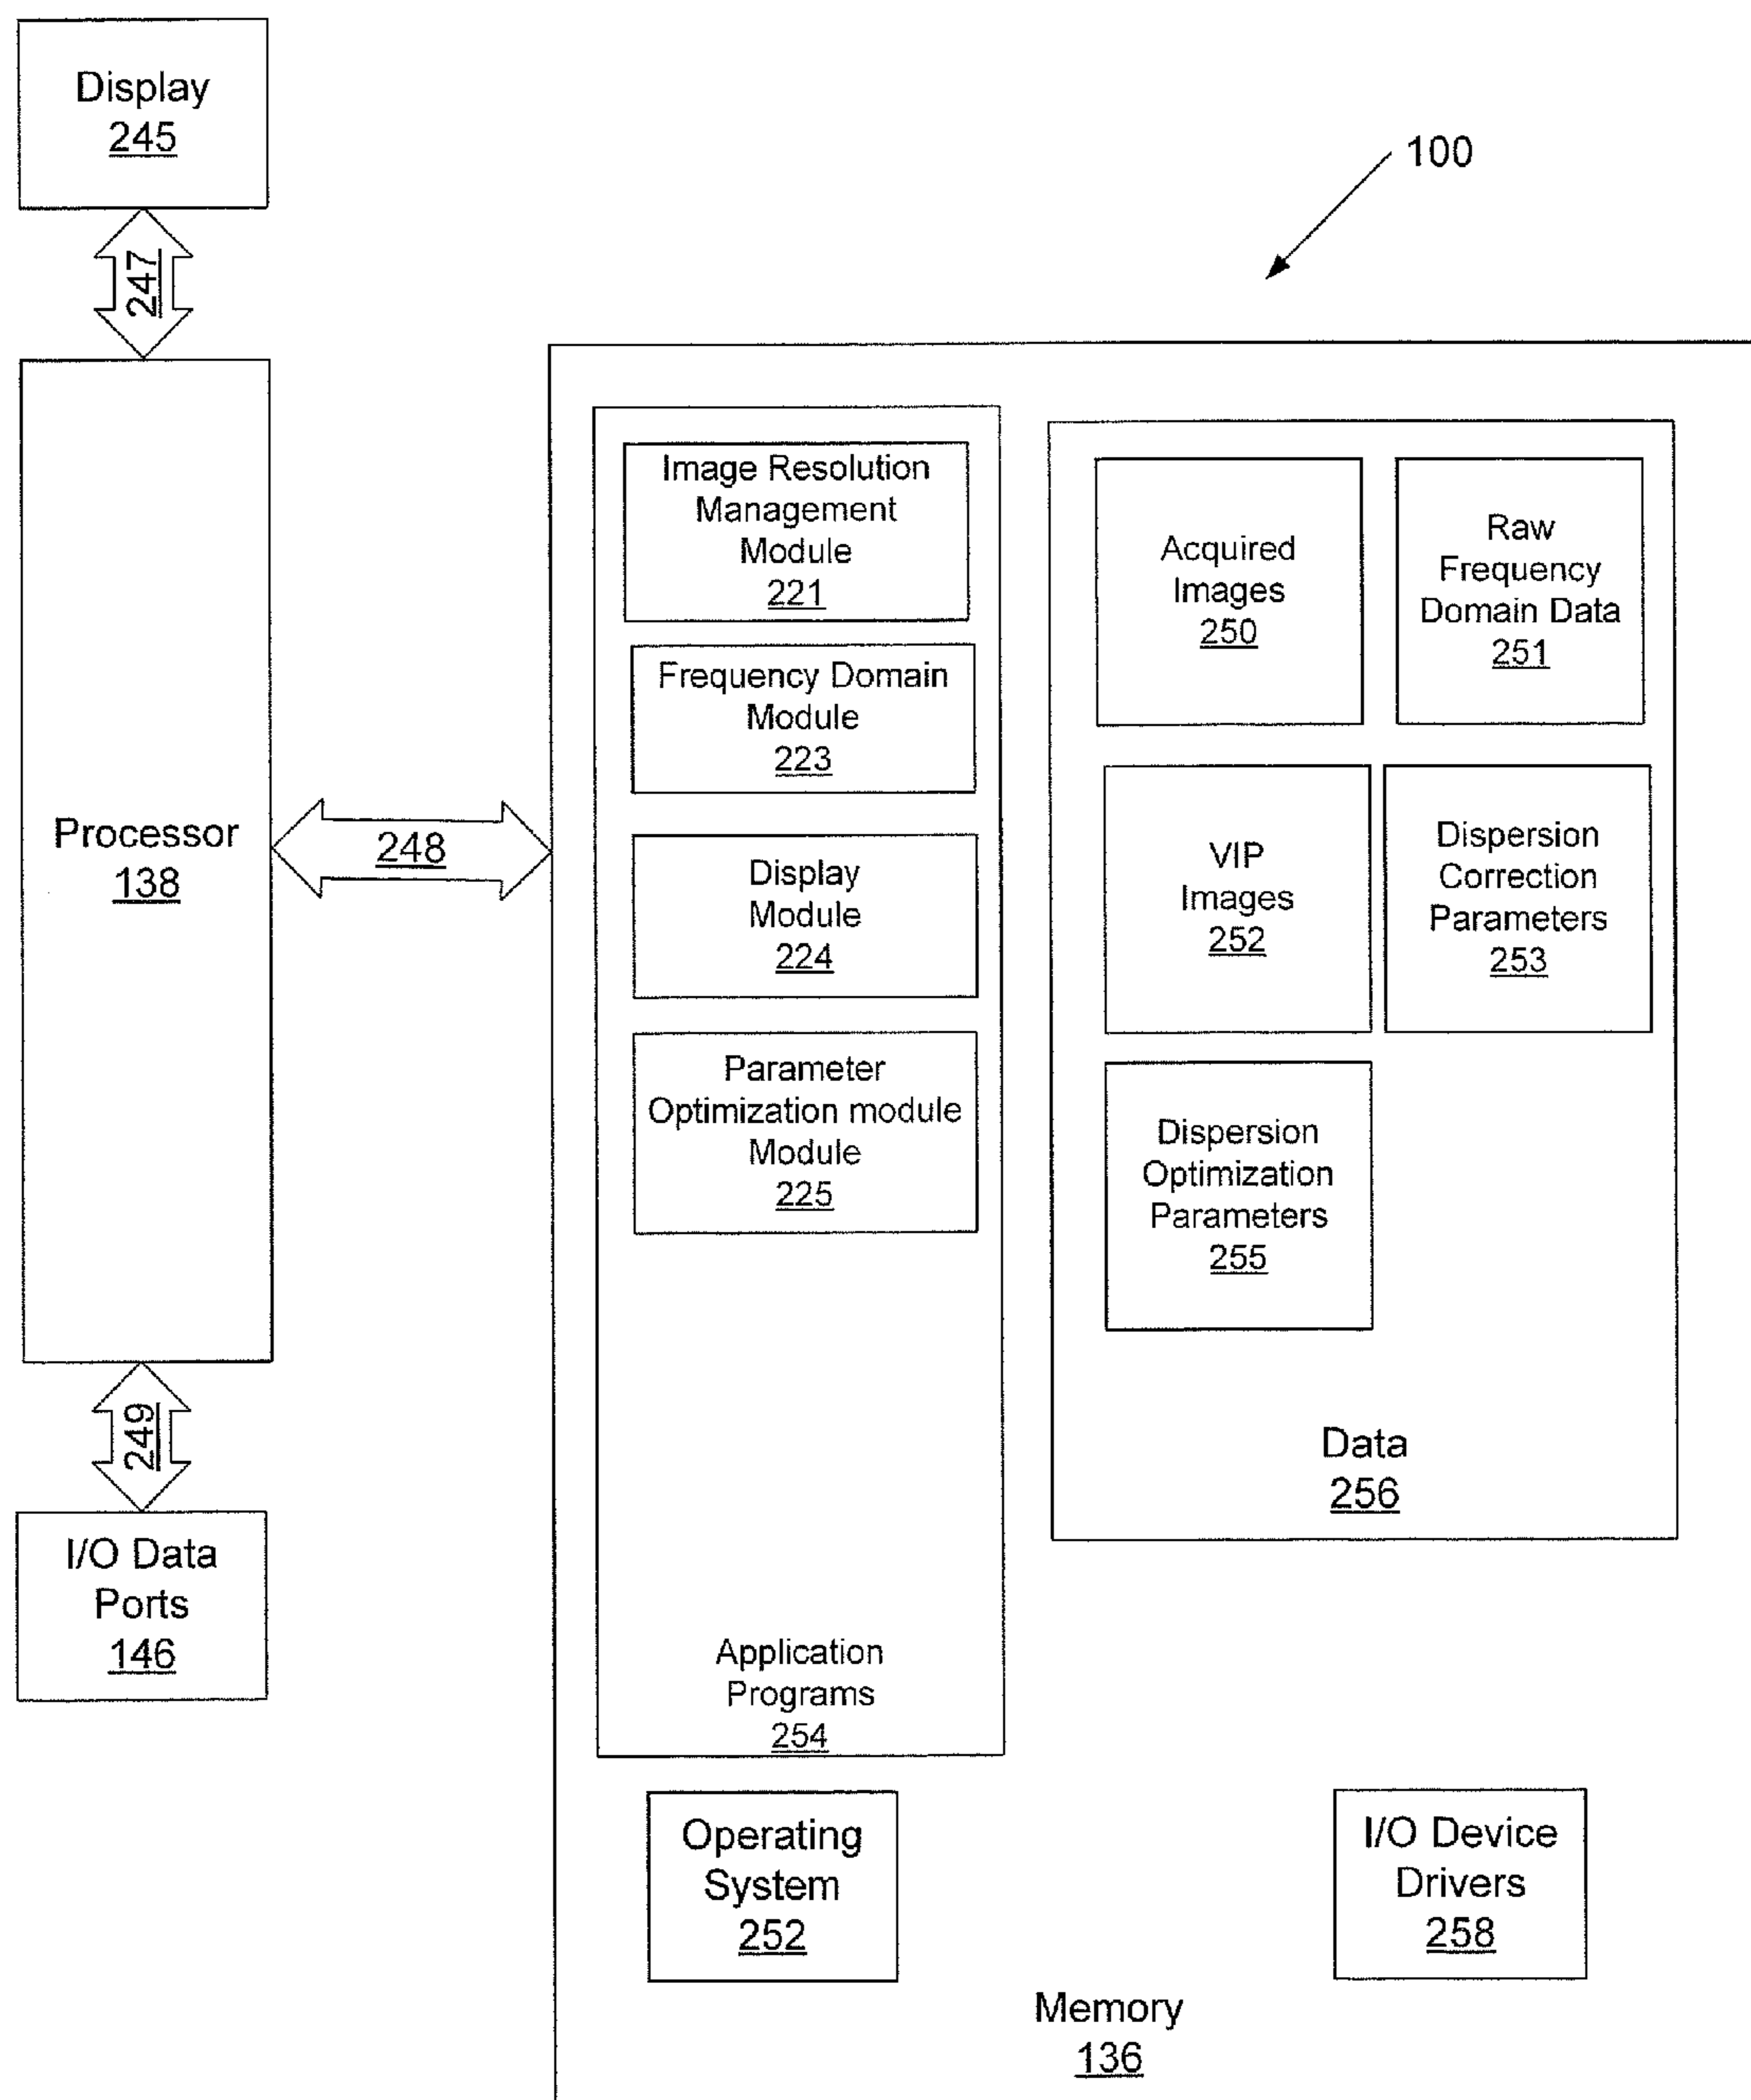 Display
245
100
247
Processor
138
248
249
I/O Data
Ports
146
Image Resolution
Management
Module
221
Frequency Domain
Module
223
Display
Module
224
Parameter
Optimization module
Module
225
Application
Programs
254
Acquired
Images
250
Raw
Frequency
Domain Data
251
VIP
Images
252
Dispersion
Correction
Parameters
253
Dispersion
Optimization
Parameters
255
Data
256
Operating
System
252
I/O Device
Drivers
258
Memory
136